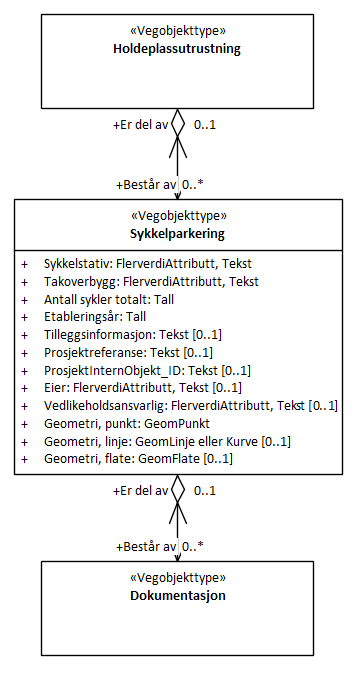 «Vegobjekttype»
Holdeplassutrustning
+Er del av 0..1
+Består av 0..*
«Vegobjekttype»
Sykkelparkering
+ Sykkelstativ: FlerverdiAttributt, Tekst
+ Takoverbygg: FlerverdiAttributt, Tekst
+ Antall sykler totalt: Tall
+ Etableringsår: Tall
+ Tilleggsinformasjon: Tekst [0..1]
+ Prosjektreferanse: Tekst [0..1]
+ ProsjektInternObjekt_ID: Tekst [0..1]
+ Eier: FlerverdiAttributt, Tekst [0..1]
+ Vedlikeholdsansvarlig: FlerverdiAttributt, Tekst [0..1]
+ Geometri, punkt: GeomPunkt
+ Geometri, linje: GeomLinje eller Kurve [0..1]
+ Geometri, flate: GeomFlate [0..1]
+Er del av 0..1
+Består av 0..*
«Vegobjekttype»
Dokumentasjon